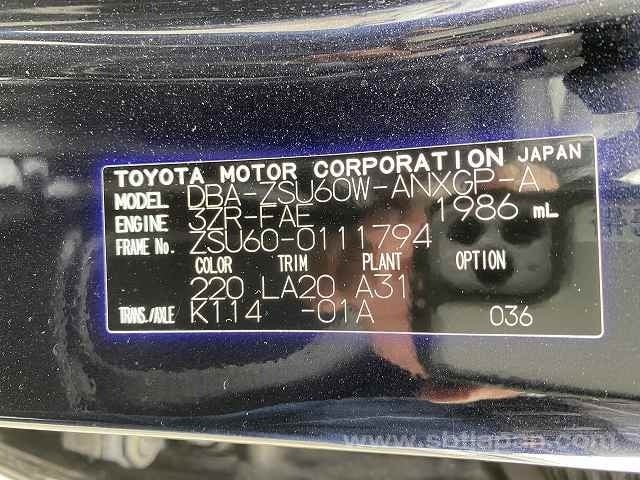 TOYOTA MOTOR CORPORATION JAPAN
MODEL DBA-ZSU60W-ANXGP-A
ENGINE 3ZR-FAE 1986 mL
FRAME No. ZSU60-0111794
COLOR TRIM PLANT OPTION
220 LA20 A31
TRANS./AXLE K114 -01A 036
www.sbtjapan.com